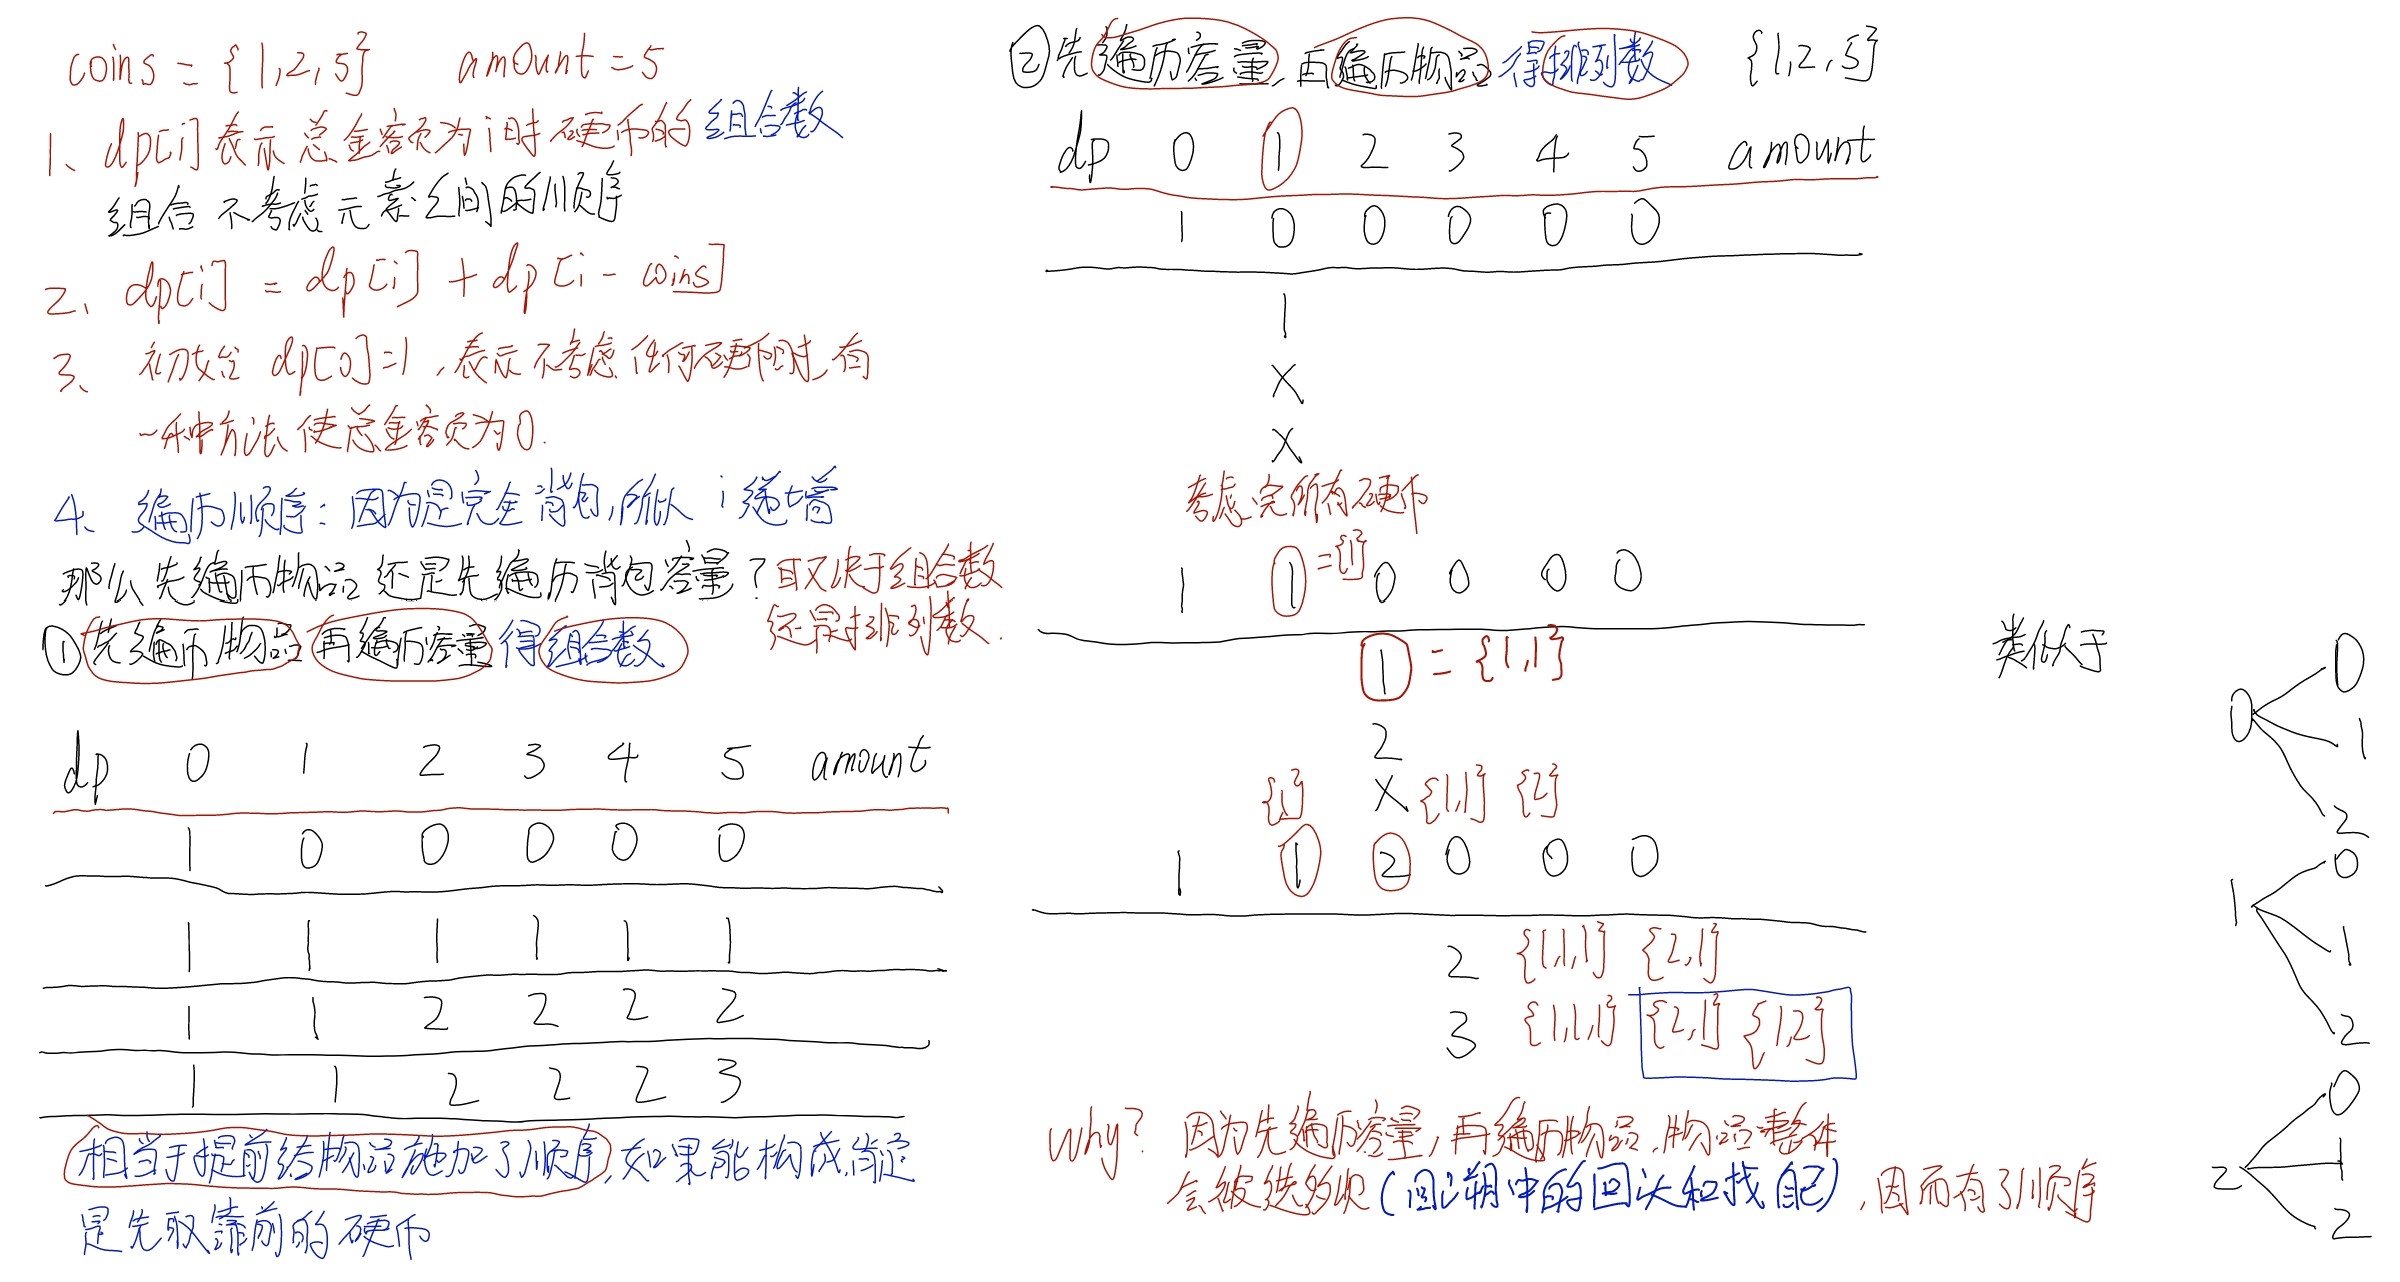 coins = {1,2,5}   amount = 5
1、dp[i] 表示总金额为i时硬币的组合数
组合不考虑元素之间的顺序
2、dp[i] = dp[i] + dp[i - coins]
3、初始 dp[0]=1,表示不考虑任何硬币时,有
一种方法使总金额为0.
4、遍历顺序:因为是完全背包,所以 i 递增
那么先遍历物品还是先遍历背包容量?取决于组合数
还是排列数.
①先遍历物品 再遍历容量 得组合数
dp 0 1 2 3 4 5 amount
1 0 0 0 0 0
1 1 1 1 1 1
1 1 2 2 2 2
1 1 2 2 2 3
相当于提前给物品施加了顺序,如果能构成,肯定
是先取靠前的硬币
②先遍历容量,再遍历物品 得排列数 {1,2,5}
dp 0 1 2 3 4 5 amount
1 0 0 0 0 0
1
X
X
考虑完所有硬币
1 1 ={1} 0 0 0 0
1 = {1,1}
2
{1} X {1,1} {2}
1 1 2 0 0 0
2 {1,1,1} {2,1}
3 {1,1,1} {2,1} {1,2}
why? 因为先遍历容量,再遍历物品.物品整体
会被选多次(回溯中的回头和找自己),因而有了顺序
类似于
0
0
1
2
1
0
1
2
2
0
1
2